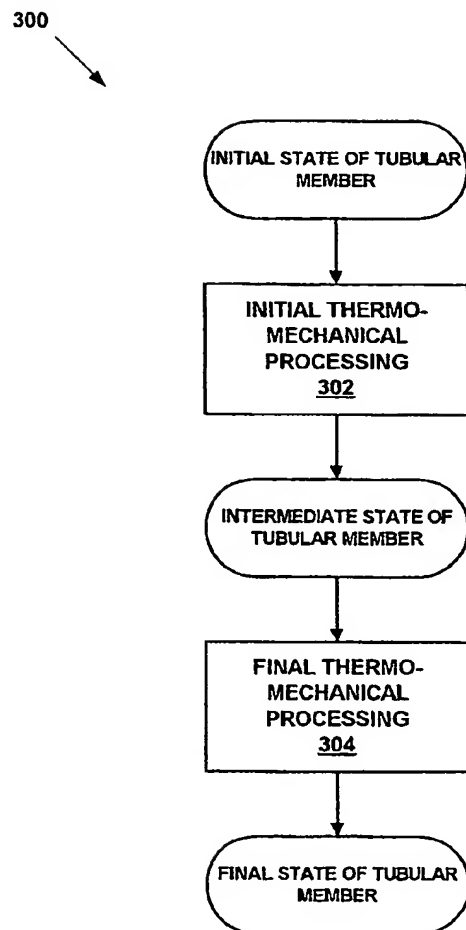 300
INITIAL STATE OF TUBULAR
MEMBER
INITIAL THERMO-
MECHANICAL
PROCESSING
302
INTERMEDIATE STATE OF
TUBULAR MEMBER
FINAL THERMO-
MECHANICAL
PROCESSING
304
FINAL STATE OF TUBULAR
MEMBER